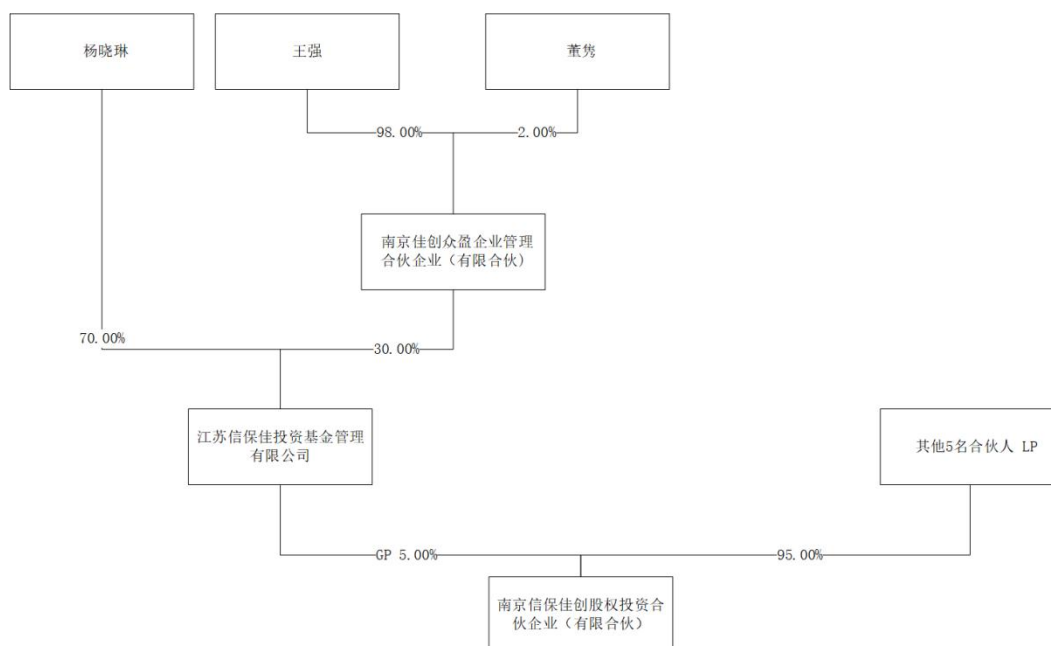 杨晓琳
王强
董隽
98.00%
2.00%
南京佳创众盈企业管理
合伙企业（有限合伙）
70.00%
30.00%
江苏信保佳投资基金管理
有限公司
其他5名合伙人 LP
GP 5.00%
95.00%
南京信保佳创股权投资合
伙企业（有限合伙）